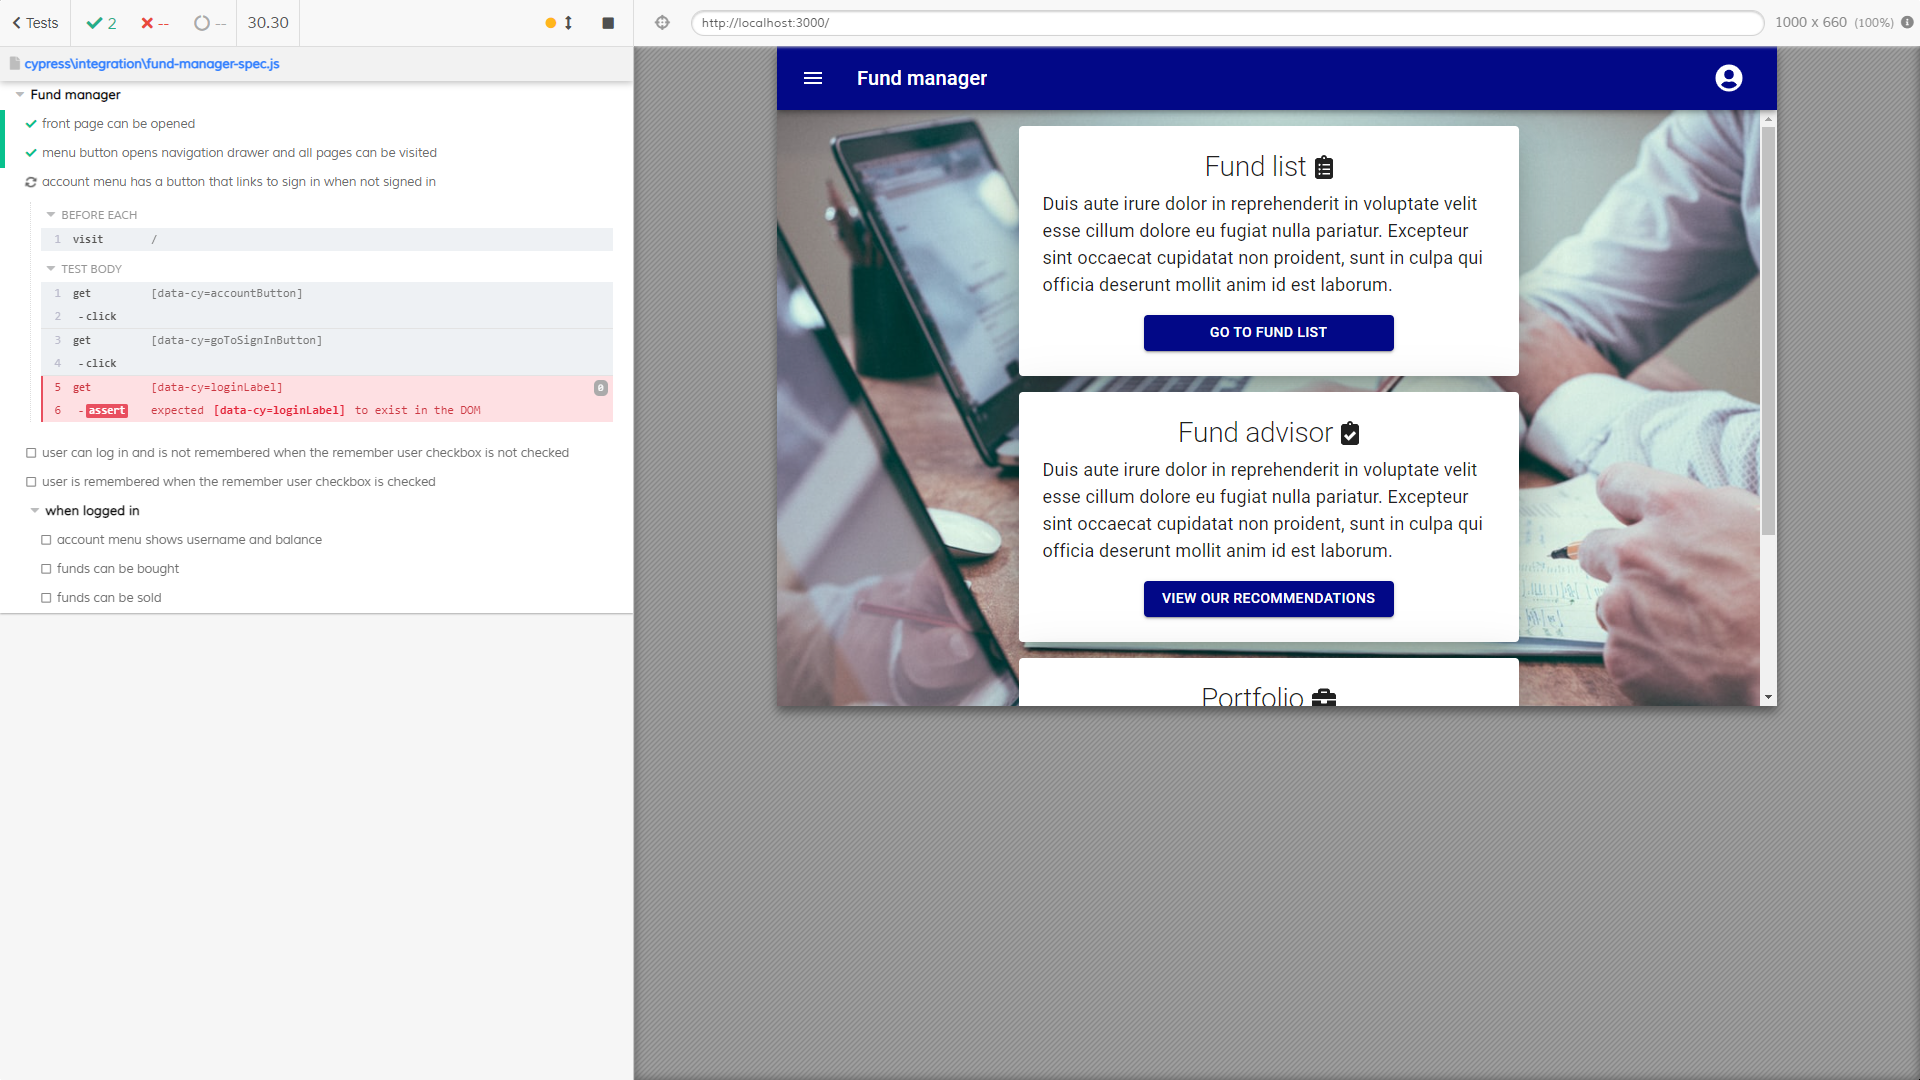 Tests
2
--
--
30.30
cypress\integration\fund-manager-spec.js
Fund manager
front page can be opened
menu button opens navigation drawer and all pages can be visited
account menu has a button that links to sign in when not signed in
BEFORE EACH
1 visit /
TEST BODY
1 get [data-cy=accountButton]
2 -click
3 get [data-cy=goToSignInButton]
4 -click
5 get [data-cy=loginLabel] 0
6 -assert expected [data-cy=loginLabel] to exist in the DOM
user can log in and is not remembered when the remember user checkbox is not checked
user is remembered when the remember user checkbox is checked
when logged in
account menu shows username and balance
funds can be bought
funds can be sold
http://localhost:3000/
1000 x 660 (100%)
Fund manager
Fund list
Duis aute irure dolor in reprehenderit in voluptate velit
esse cillum dolore eu fugiat nulla pariatur. Excepteur
sint occaecat cupidatat non proident, sunt in culpa qui
officia deserunt mollit anim id est laborum.
GO TO FUND LIST
Fund advisor
Duis aute irure dolor in reprehenderit in voluptate velit
esse cillum dolore eu fugiat nulla pariatur. Excepteur
sint occaecat cupidatat non proident, sunt in culpa qui
officia deserunt mollit anim id est laborum.
VIEW OUR RECOMMENDATIONS
Portfolio